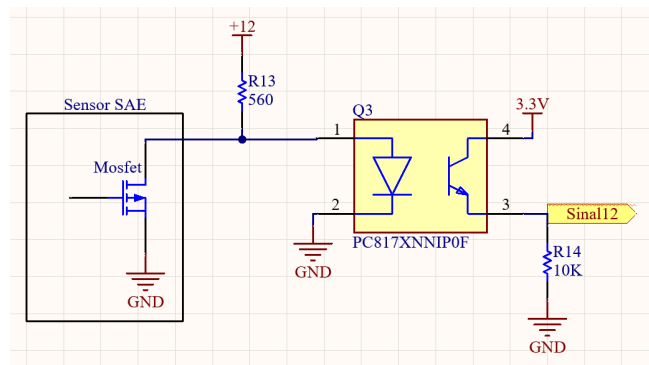 +12
R13
560
Sensor SAE
Mosfet
GND
Q3
1
2
4
3
PC817XNNIP0F
GND
3.3V
Sinal12
R14
10K
GND